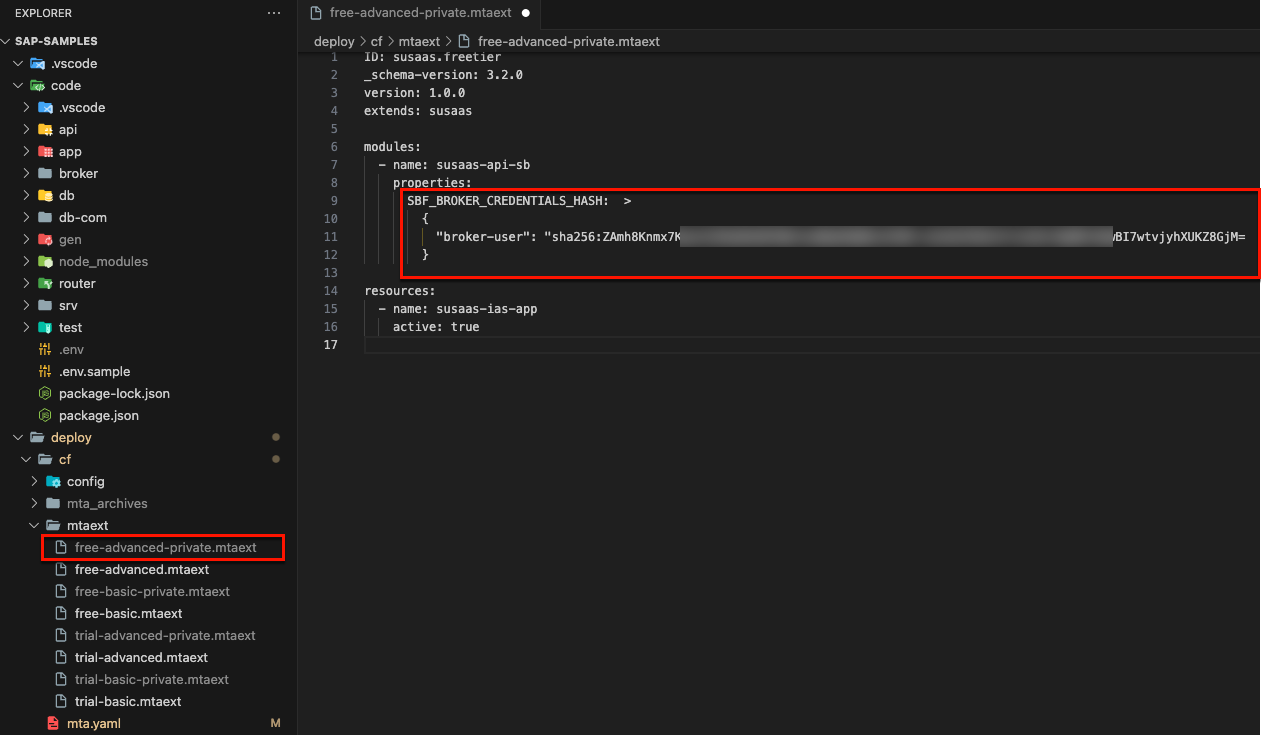 EXPLORER
...
SAP-SAMPLES
.vscode
code
.vscode
api
app
broker
db
db-com
gen
node_modules
router
srv
test
.env
.env.sample
package-lock.json
package.json
deploy
cf
config
mta_archives
mtaext
free-advanced-private.mtaext
free-advanced.mtaext
free-basic-private.mtaext
free-basic.mtaext
trial-advanced-private.mtaext
trial-advanced.mtaext
trial-basic-private.mtaext
trial-basic.mtaext
mta.yaml M
free-advanced-private.mtaext
deploy > cf > mtaext > free-advanced-private.mtaext
1 ID: susaas.freetier
2 _schema-version: 3.2.0
3 version: 1.0.0
4 extends: susaas
5
6 modules:
7 - name: susaas-api-sb
8 properties:
9 SBF_BROKER_CREDENTIALS_HASH: >
10 {
11 "broker-user": "sha256:ZAmh8Knmx7K BI7wtvjyhXUKZ8GjM=
12 }
13
14 resources:
15 - name: susaas-ias-app
16 active: true
17